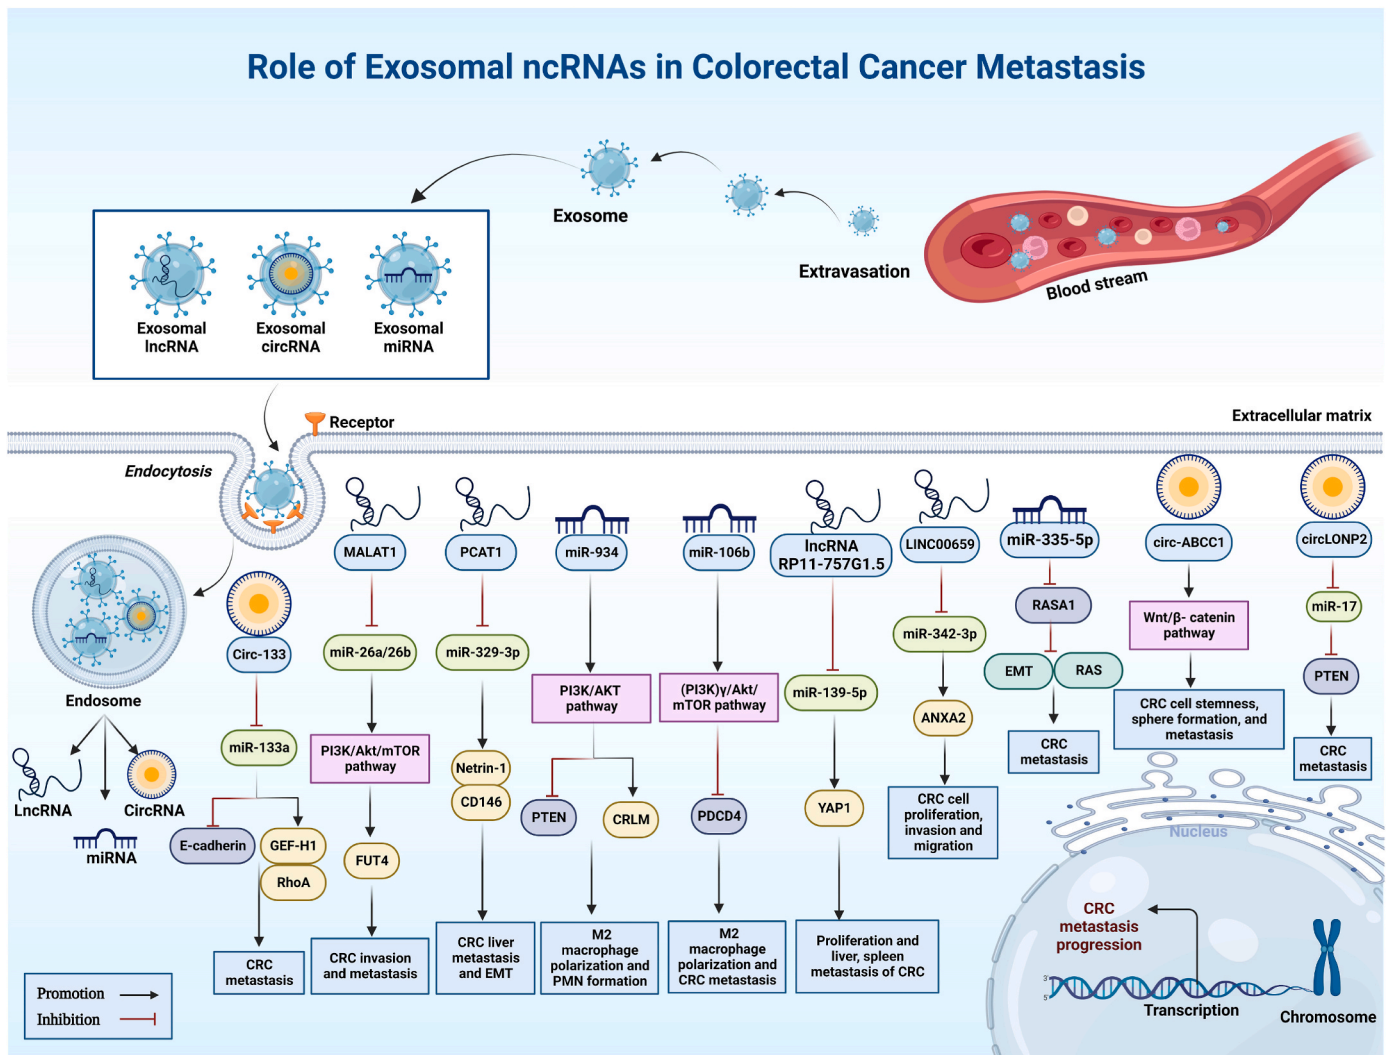 Role of Exosomal ncRNAs in Colorectal Cancer Metastasis
Exosome
Extravasation
Blood stream
Exosomal
lncRNA
Exosomal
circRNA
Exosomal
miRNA
Receptor
Extracellular matrix
Endocytosis
Endosome
LncRNA
miRNA
CircRNA
Circ-133
miR-133a
E-cadherin
GEF-H1
RhoA
CRC
metastasis
MALAT1
miR-26a/26b
PI3K/Akt/mTOR
pathway
FUT4
CRC invasion
and metastasis
PCAT1
miR-329-3p
Netrin-1
CD146
CRC liver
metastasis
and EMT
miR-934
PI3K/AKT
pathway
PTEN
CRLM
M2
macrophage
polarization and
PMN formation
miR-106b
(PI3K)γ/Akt/
mTOR pathway
PDCD4
M2
macrophage
polarization and
CRC metastasis
lncRNA
RP11-757G1.5
miR-139-5p
YAP1
Proliferation and
liver, spleen
metastasis of CRC
LINC00659
miR-342-3p
ANXA2
CRC cell
proliferation,
invasion and
migration
miR-335-5p
RASA1
EMT
RAS
CRC
metastasis
circ-ABCC1
Wnt/β- catenin
pathway
CRC cell stemness,
sphere formation, and
metastasis
circLONP2
miR-17
PTEN
CRC
metastasis
Nucleus
CRC
metastasis
progression
3'
5'
Transcription
Chromosome
Promotion
Inhibition